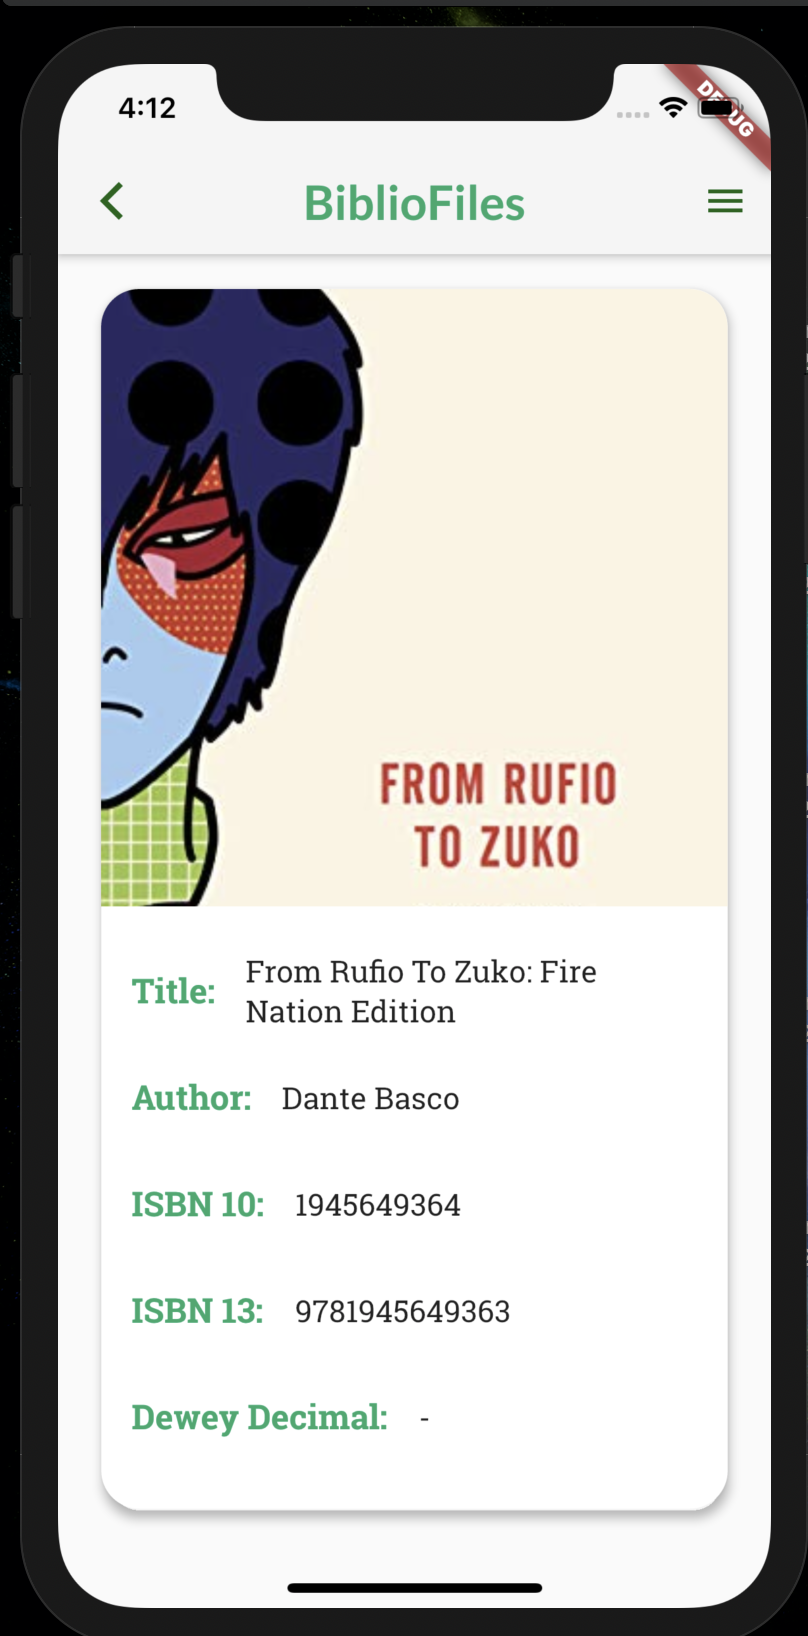 4:12
DEBUG
BiblioFiles
FROM RUFIO
TO ZUKO
Title: From Rufio To Zuko: Fire
Nation Edition
Author: Dante Basco
ISBN 10: 1945649364
ISBN 13: 9781945649363
Dewey Decimal: -